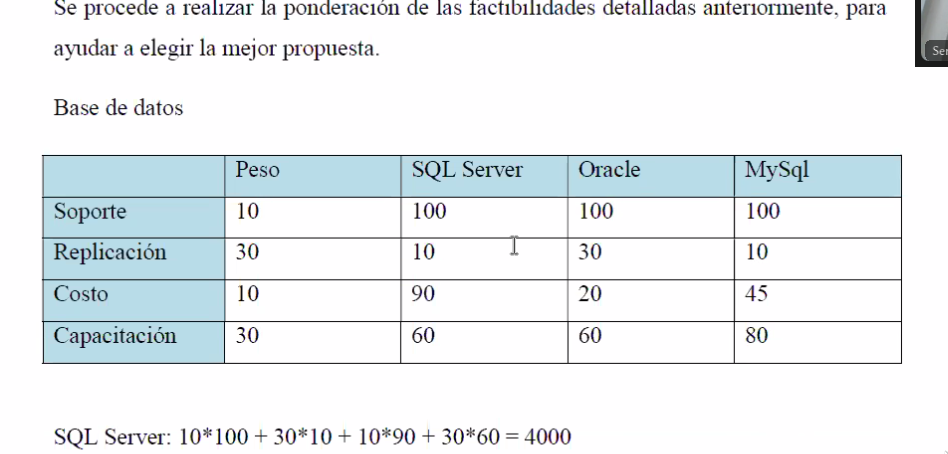 Se procede a realizar la ponderación de las factibilidades detalladas anteriormente, para
ayudar a elegir la mejor propuesta.
Base de datos
Peso SQL Server Oracle MySql
Soporte 10 100 100 100
Replicación 30 10 30 10
Costo 10 90 20 45
Capacitación 30 60 60 80
SQL Server: 10*100 + 30*10 + 10*90 + 30*60 = 4000